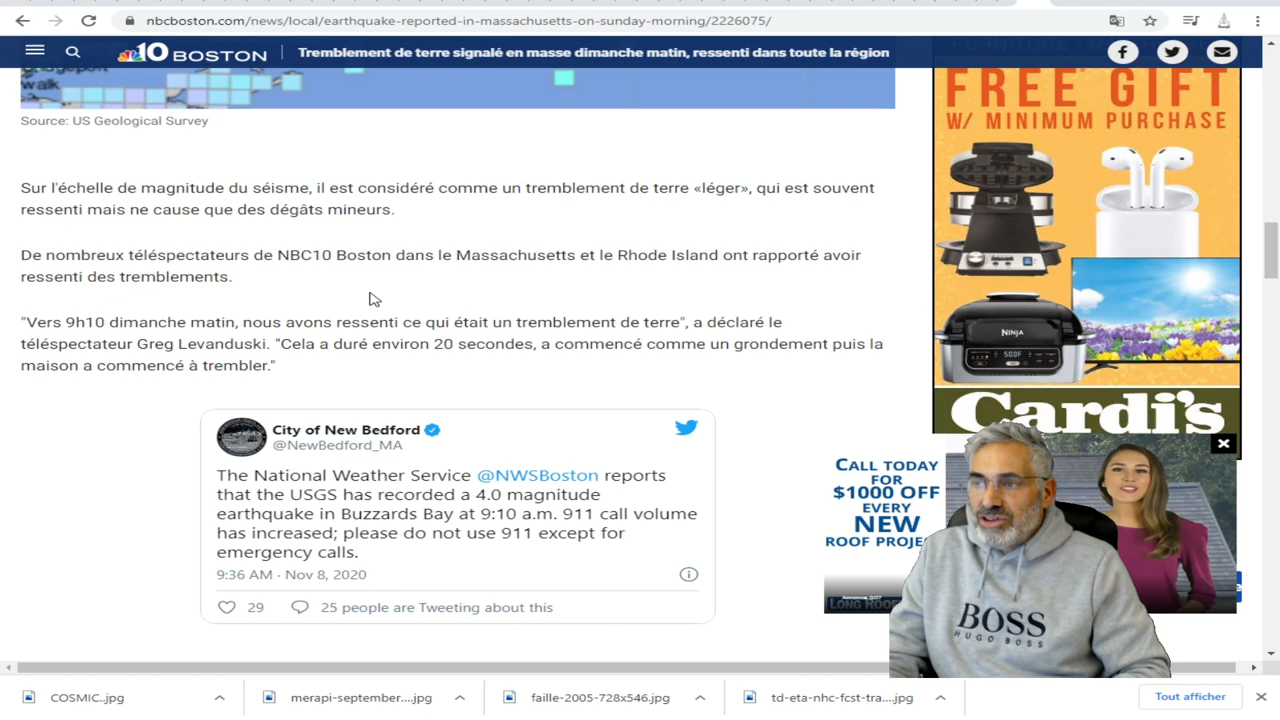 nbcboston.com/news/local/earthquake-reported-in-massachusetts-on-sunday-morning/2226075/
10 BOSTON
Tremblement de terre signalé en masse dimanche matin, ressenti dans toute la région
walk
Source: US Geological Survey
Sur l'échelle de magnitude du séisme, il est considéré comme un tremblement de terre «léger», qui est souvent
ressenti mais ne cause que des dégâts mineurs.
De nombreux téléspectateurs de NBC10 Boston dans le Massachusetts et le Rhode Island ont rapporté avoir
ressenti des tremblements.
"Vers 9h10 dimanche matin, nous avons ressenti ce qui était un tremblement de terre", a déclaré le
téléspectateur Greg Levanduski. "Cela a duré environ 20 secondes, a commencé comme un grondement puis la
maison a commencé à trembler."
City of New Bedford
@NewBedford_MA
The National Weather Service @NWSBoston reports
that the USGS has recorded a 4.0 magnitude
earthquake in Buzzards Bay at 9:10 a.m. 911 call volume
has increased; please do not use 911 except for
emergency calls.
9:36 AM · Nov 8, 2020
29
25 people are Tweeting about this
FREE GIFT
W/ MINIMUM PURCHASE
NINJA
500F
Cardi's
CALL TODAY
FOR
$1000 OFF
EVERY
NEW
ROOF
LONG
BOSS
HUGO BOSS
COSMIC..jpg
merapi-september....jpg
faille-2005-728x546.jpg
td-eta-nhc-fcst-tra....jpg
Tout afficher